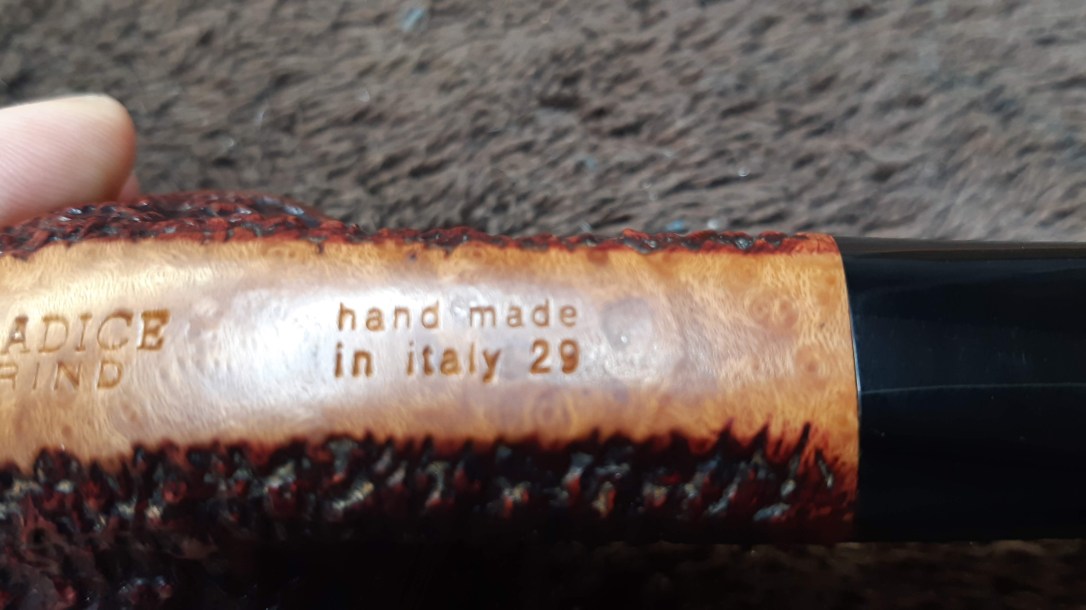 ADICE
RIND
hand made
in italy 29